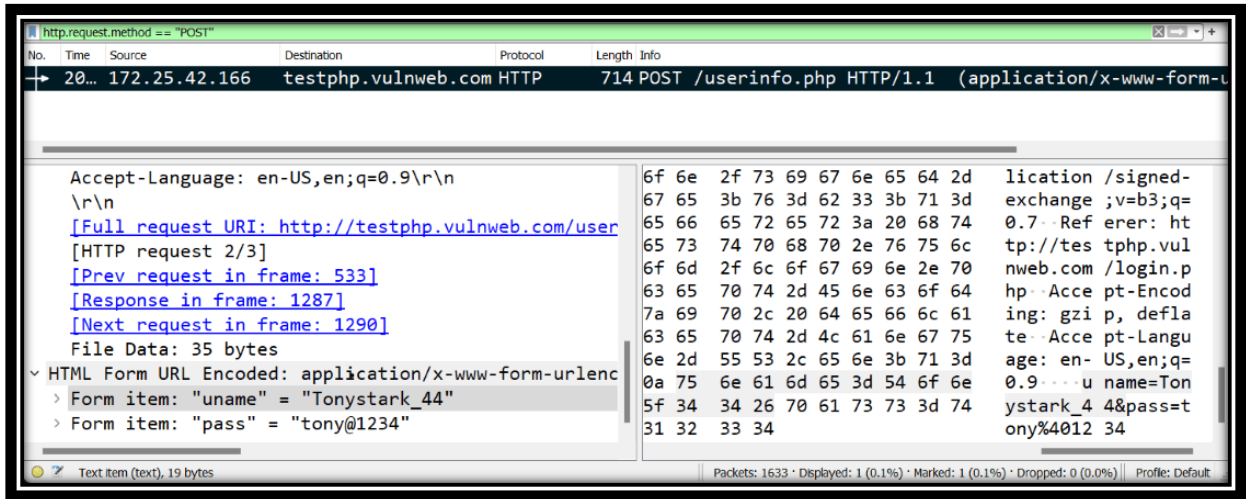 http.request.method == "POST"
No. Time Source Destination Protocol Length Info
20… 172.25.42.166 testphp.vulnweb.com HTTP 714 POST /userinfo.php HTTP/1.1 (application/x-www-form-u
Accept-Language: en-US,en;q=0.9\r\n
\r\n
[Full request URI: http://testphp.vulnweb.com/user
[HTTP request 2/3]
[Prev request in frame: 533]
[Response in frame: 1287]
[Next request in frame: 1290]
File Data: 35 bytes
HTML Form URL Encoded: application/x-www-form-urlenc
Form item: "uname" = "Tonystark_44"
Form item: "pass" = "tony@1234"
6f 6e 2f 73 69 67 6e 65 64 2d lication /signed-
67 65 3b 76 3d 62 33 3b 71 3d exchange ;v=b3;q=
65 66 65 72 65 72 3a 20 68 74 0.7··Ref erer: ht
65 73 74 70 68 70 2e 76 75 6c tp://tes tphp.vul
6f 6d 2f 6c 6f 67 69 6e 2e 70 nweb.com /login.p
63 65 70 74 2d 45 6e 63 6f 64 hp··Acce pt-Encod
7a 69 70 2c 20 64 65 66 6c 61 ing: gzi p, defla
63 65 70 74 2d 4c 61 6e 67 75 te··Acce pt-Langu
6e 2d 55 53 2c 65 6e 3b 71 3d age: en- US,en;q=
0a 75 6e 61 6d 65 3d 54 6f 6e 0.9····u name=Ton
5f 34 34 26 70 61 73 73 3d 74 ystark_4 4&pass=t
31 32 33 34 ony%4012 34
Text item (text), 19 bytes
Packets: 1633 · Displayed: 1 (0.1%) · Marked: 1 (0.1%) · Dropped: 0 (0.0%)
Profile: Default